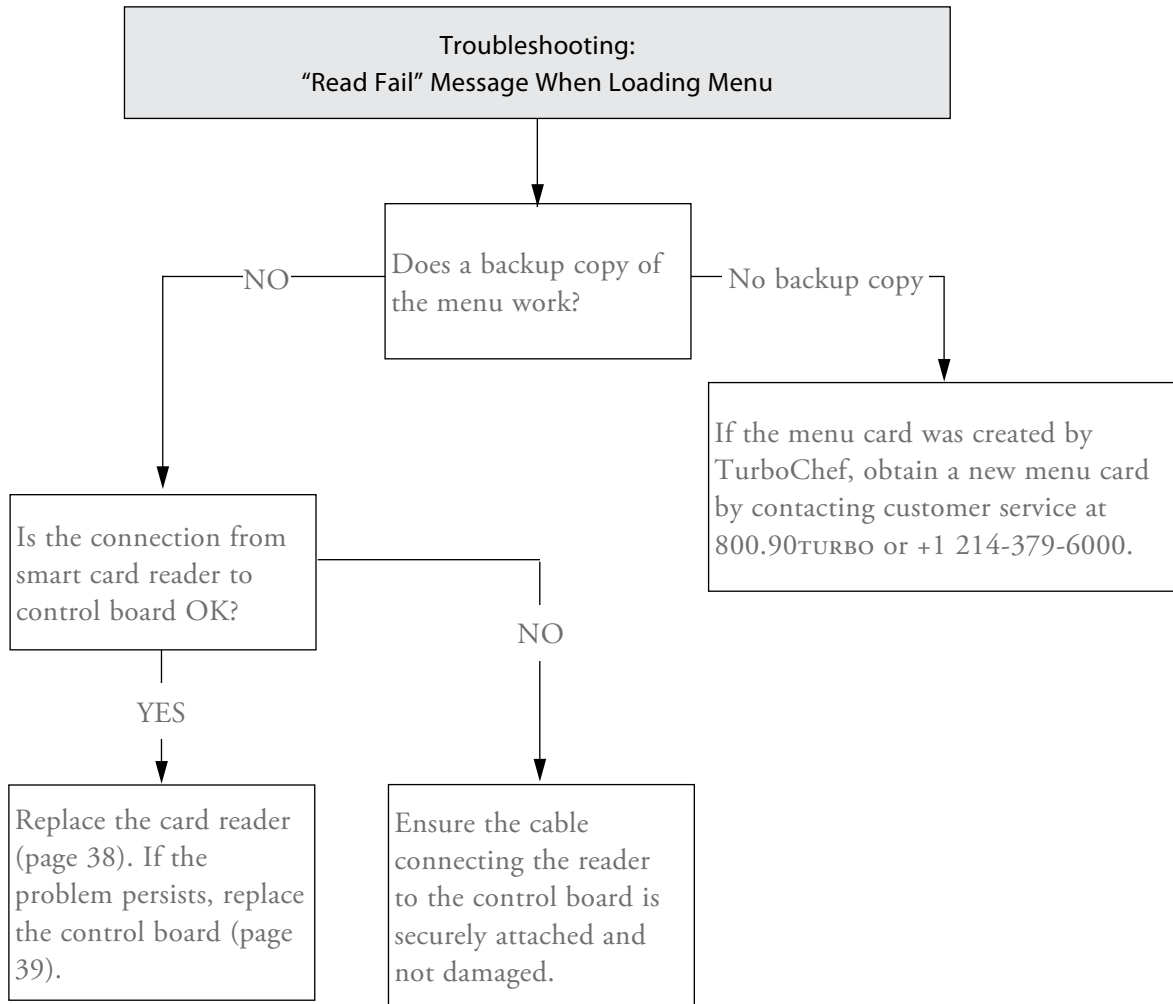 Troubleshooting:
“Read Fail” Message When Loading Menu
Does a backup copy of
the menu work?
NO
No backup copy
If the menu card was created by
TurboChef, obtain a new menu card
by contacting customer service at
800.90TURBO or +1 214-379-6000.
Is the connection from
smart card reader to
control board OK?
NO
YES
Replace the card reader
(page 38). If the
problem persists, replace
the control board (page
39).
Ensure the cable
connecting the reader
to the control board is
securely attached and
not damaged.